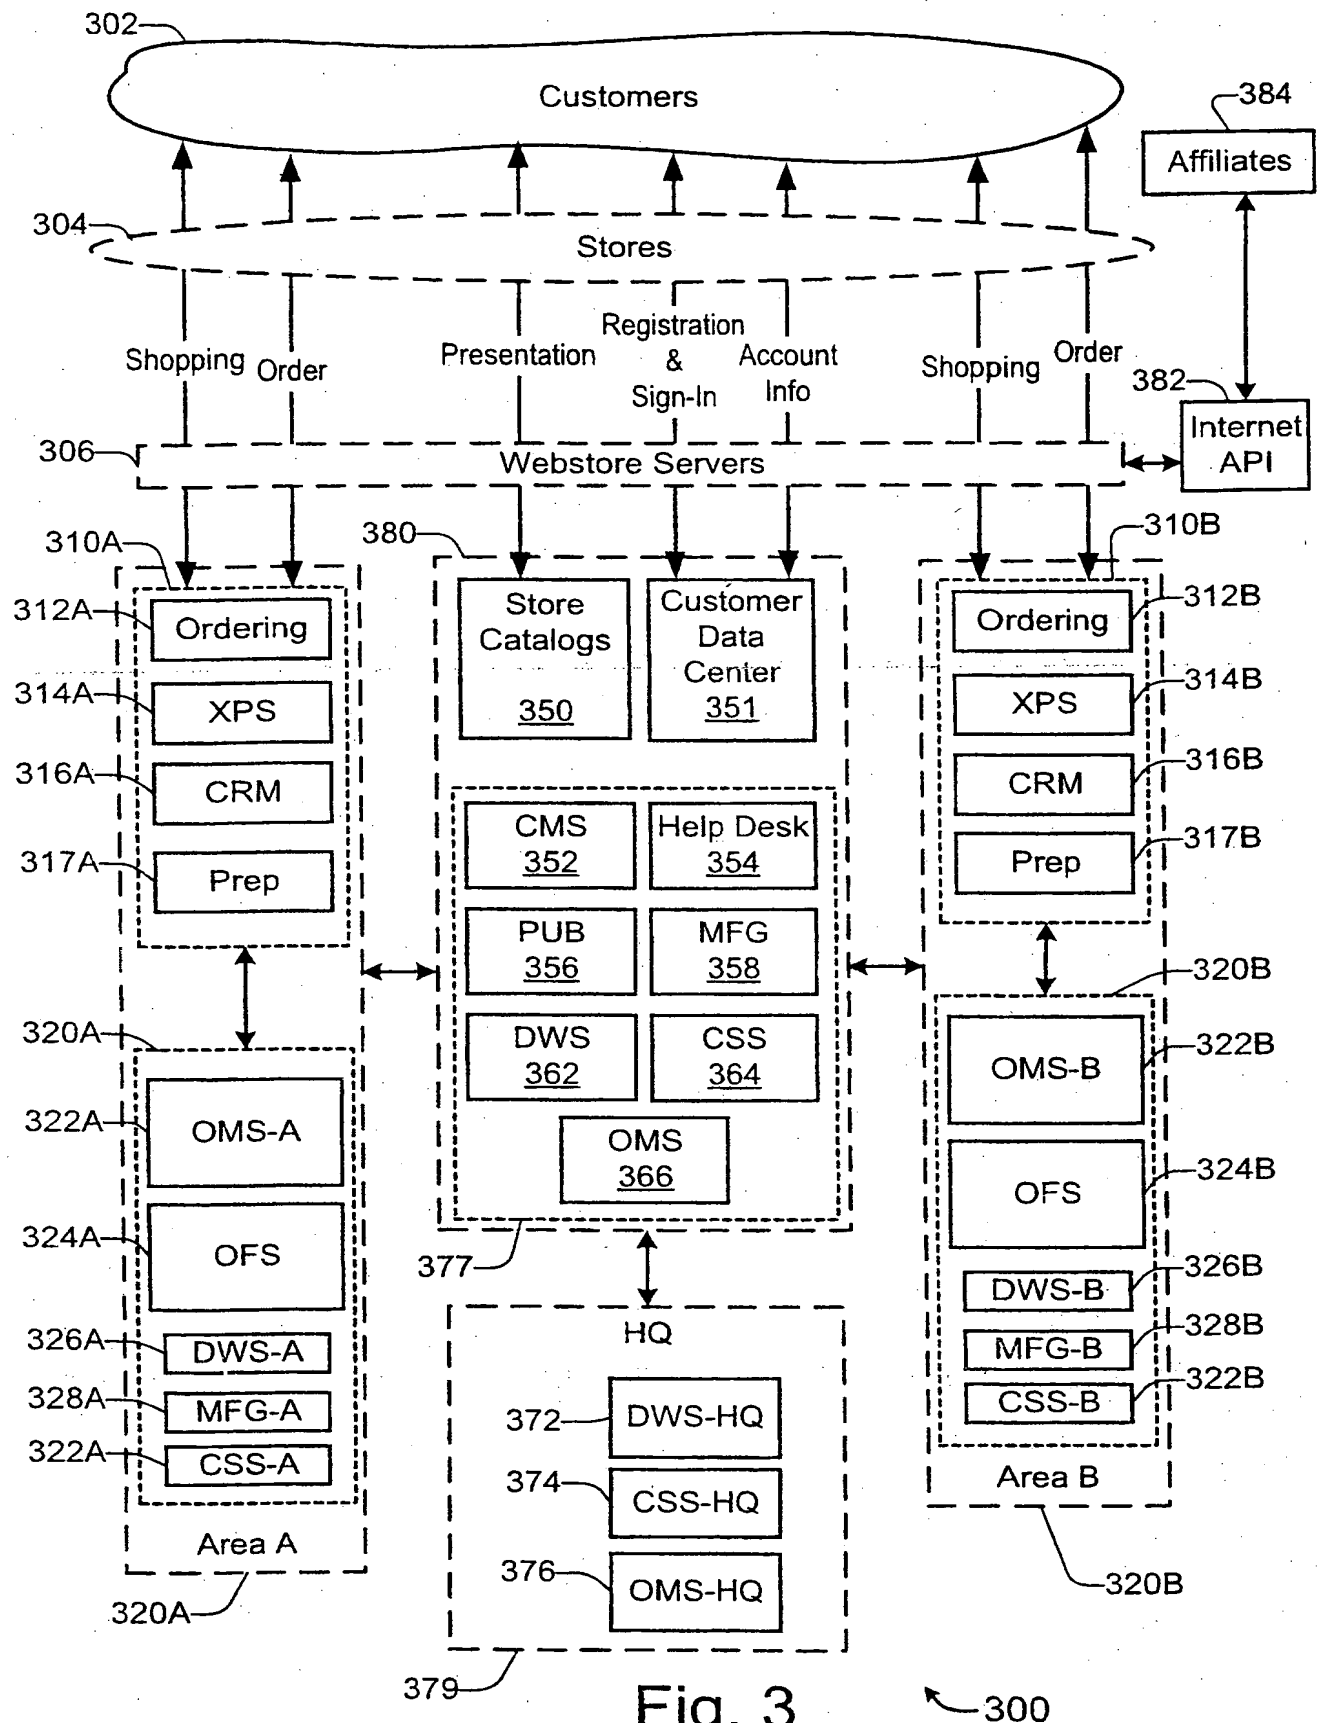 302
Customers
384
Affiliates
304
Stores
Shopping
Order
Presentation
Registration
&
Sign-In
Account
Info
Shopping
Order
382
Internet
API
306
Webstore Servers
310A
312A
Ordering
314A
XPS
316A
CRM
317A
Prep
320A
322A
OMS-A
324A
OFS
326A
DWS-A
328A
MFG-A
322A
CSS-A
Area A
320A
380
Store
Catalogs
350
Customer
Data
Center
351
CMS
352
Help Desk
354
PUB
356
MFG
358
DWS
362
CSS
364
OMS
366
377
HQ
372
DWS-HQ
374
CSS-HQ
376
OMS-HQ
379
310B
312B
Ordering
314B
XPS
316B
CRM
317B
Prep
320B
322B
OMS-B
324B
OFS
326B
DWS-B
328B
MFG-B
322B
CSS-B
Area B
320B
Fig. 3
300